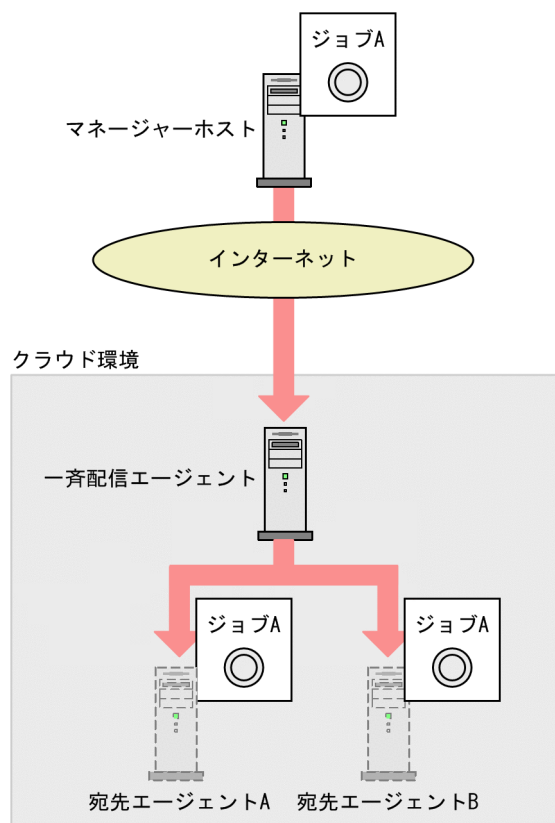 ジョブA
マネージャーホスト
インターネット
クラウド環境
一斉配信エージェント
ジョブA
ジョブA
宛先エージェントA
宛先エージェントB